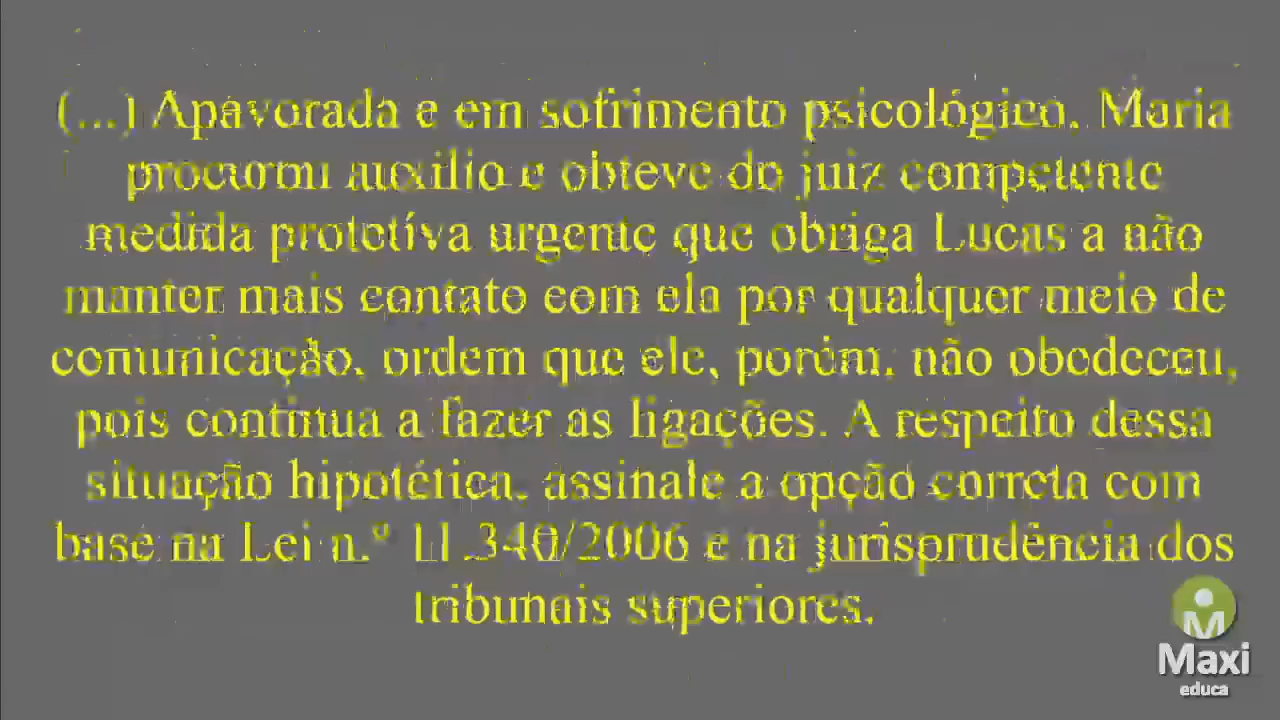 (...) Apavorada e em sofrimento psicológico, Maria
procurou auxílio e obteve do juiz competente
medida protetiva urgente que obriga Lucas a não
manter mais contato com ela por qualquer meio de
comunicação, ordem que ele, porém, não obedeceu,
pois continua a fazer as ligações. A respeito dessa
situação hipotética, assinale a opção correta com
base na Lei n.º 11.340/2006 e na jurisprudência dos
tribunais superiores.
Maxi
educa